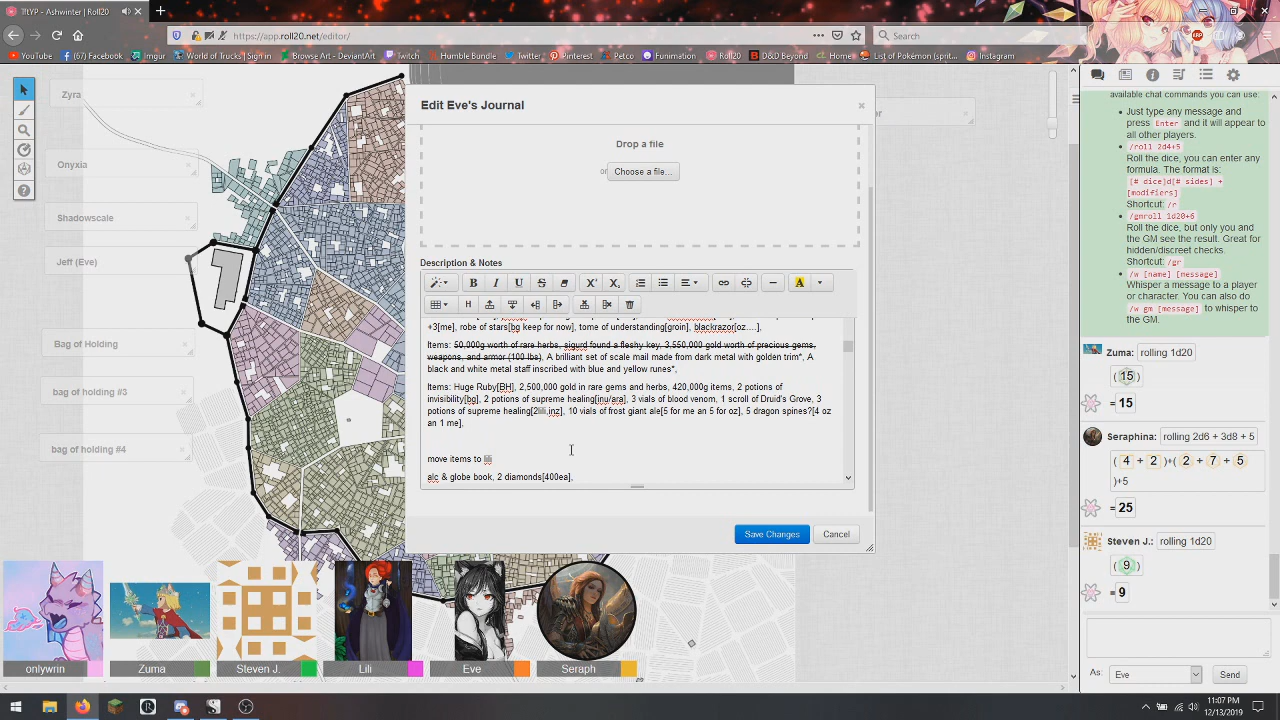 TftYP - Ashwinter | Roll20
https://app.roll20.net/editor/
Search
YouTube
(67) Facebook
Imgur
World of Trucks | Sign In
Browse Art - DeviantArt
Twitch
Humble Bundle
Twitter
Pinterest
Petco
Funimation
Roll20
D&D Beyond
Home
List of Pokémon (sprit...
Instagram
Zyra
Onyxia
Shadowscale
Jeff (Eve)
Bag of Holding
bag of holding #3
bag of holding #4
Edit Eve's Journal
Drop a file
or Choose a file...
Description & Notes
+3[me], robe of stars[bg keep for now], tome of understanding[groin], blackrazor[oz....],
Items: 50,000g worth of rare herbs, sigurd found a fleshy key, 3,550,000 gold worth of precious gems,
weapons, and armor (100 lbs). A brilliant set of scale mail made from dark metal with golden trim*, A
black and white metal staff inscribed with blue and yellow runes*,
Items: Huge Ruby[BH], 2,500,000 gold in rare gems and herbs, 420,000g items, 2 potions of
invisibility[bg], 2 potions of supreme healing[inu/ara], 3 vials of blood venom, 1 scroll of Druid's Grove, 3
potions of supreme healing[2lili,inz], 10 vials of frost giant ale[5 for me an 5 for oz], 5 dragon spines?[4 oz
an 1 me],
move items to lili
alc & globe book, 2 diamonds[400ea],
Save Changes
Cancel
available chat commands you can use:
Just type any message and
press Enter and it will appear to
all other players.
/roll 2d4+5
Roll the dice, you can enter any
formula. The format is:
[# dice]d[# sides] +
[modifiers]
Shortcut: /r
/gmroll 1d20+6
Roll the dice, but only you and
the GM see the result. Great for
hidden/discreet checks.
Shortcut: /gr
/w [name] [message]
Whisper a message to a
player or character. You can also do
/w gm [message] to whisper to
the GM.
Zuma: rolling 1d20
(15)
= 15
Seraphina: rolling 2d6 + 3d8 + 5
(4 + 2)+(2 + 7 + 5
)+5
= 25
Steven J.: rolling 1d20
(9)
= 9
onlywrin
Zuma
Steven J.
Lili
Eve
Seraph
As: Eve
Send
11:07 PM
12/13/2019